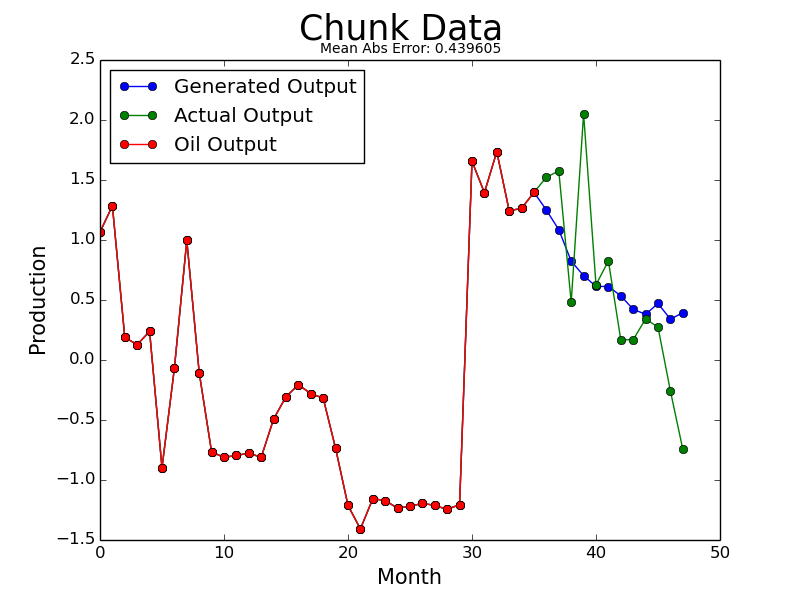 Chunk Data
Mean Abs Error: 0.439605
Generated Output
Actual Output
Oil Output
2.5
2.0
1.5
1.0
0.5
0.0
−0.5
−1.0
−1.5
Production
0 10 20 30 40 50
Month